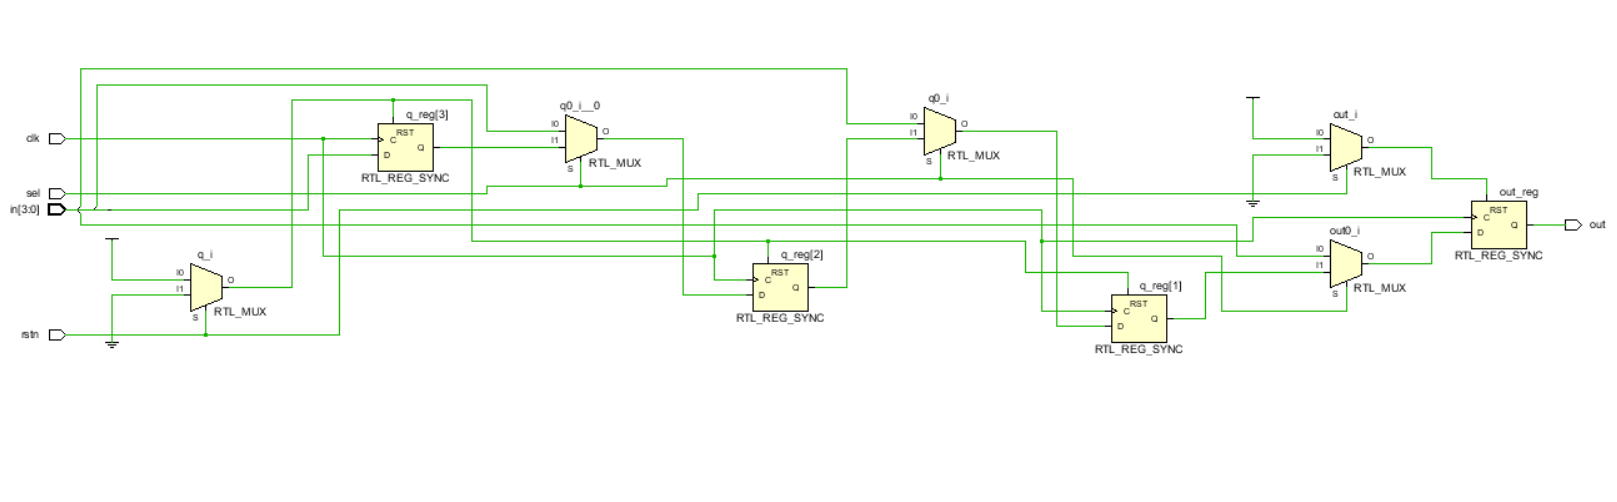 clk
sel
in[3:0]
rstn
q_i
I0
I1
S
O
RTL_MUX
q_reg[3]
RST
C
D
Q
RTL_REG_SYNC
q0_i__0
I0
I1
S
O
RTL_MUX
q_reg[2]
RST
C
D
Q
RTL_REG_SYNC
q0_i
I0
I1
S
O
RTL_MUX
q_reg[1]
RST
C
D
Q
RTL_REG_SYNC
out_i
I0
I1
S
O
RTL_MUX
out0_i
I0
I1
S
O
RTL_MUX
out_reg
RST
C
D
Q
RTL_REG_SYNC
out